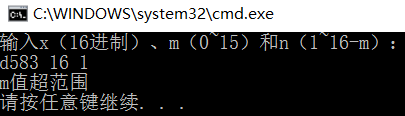 C:\WINDOWS\system32\cmd.exe
输入x（16进制）、m（0~15）和n（1~16-m）：
d583 16 1
m值超范围
请按任意键继续. . .